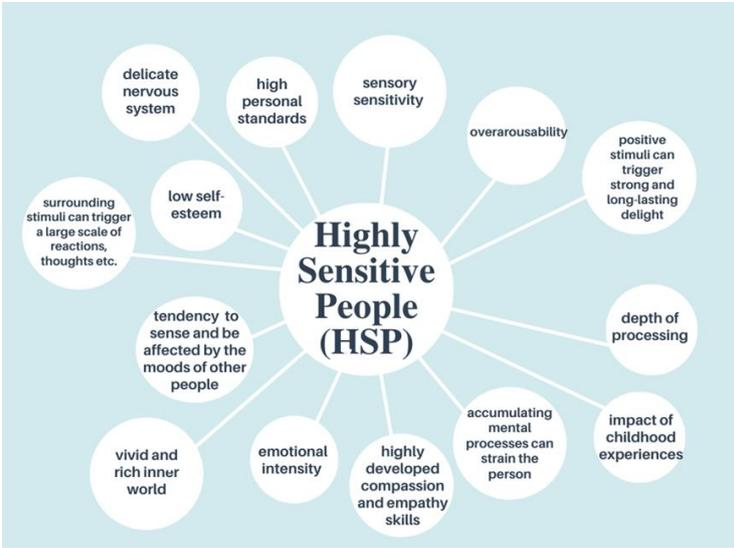 delicate
nervous
system
high
personal
standards
sensory
sensitivity
overarousability
positive
stimuli can
trigger
strong and
long-lasting
delight
surrounding
stimuli can trigger
a large scale of
reactions,
thoughts etc.
low self-
esteem
Highly
Sensitive
People
(HSP)
depth of
processing
tendency to
sense and be
affected by the
moods of other
people
impact of
childhood
experiences
accumulating
mental
processes can
strain the
person
vivid and
rich inner
world
emotional
intensity
highly
developed
compassion
and empathy
skills